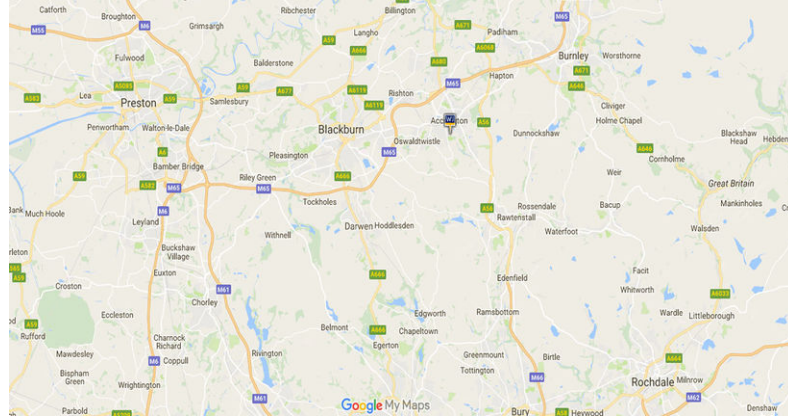 Catforth
Broughton
Grimsargh
Ribchester
Billington
A671
Padiham
M65
M6
M55
A59
Langho
A666
A6068
Burnley
Worsthorne
Fulwood
Balderstone
A680
A671
Hapton
A5085
A59
A677
A6119
Rishton
M65
A646
A583
Lea
Preston
A59
Samlesbury
A6119
Cliviger
Holme Chapel
Penwortham
Walton-le-Dale
Blackburn
A56
Oswaldtwistle
Dunnockshaw
Blackshaw
Head
Hebden
A6
Pleasington
M65
A646
Cornholme
Bamber Bridge
Weir
A59
A582
M65
Riley Green
M65
A666
Great Britain
Tockholes
Rossendale
Bacup
Mankinholes
Bank
Much Hoole
M6
Leyland
A56
Rawtenstall
Darwen
Hoddlesden
Waterfoot
Walsden
Withnell
Buckshaw
Village
Euxton
A59
A666
Edenfield
Facit
Croston
M61
Whitworth
A6033
Chorley
Eccleston
Edgworth
Ramsbottom
Wardle
Littleborough
A59
Rufford
Belmont
A666
Chapeltown
Charnock
Richard
Egerton
Mawdesley
M6
Coppull
Rivington
Greenmount
Birtle
A664
Bispham
Green
Tottington
Wrightington
M66
Rochdale
Milnrow
M61
M62
Parbold
Google My Maps
Bury
A58
Heywood
Denshaw